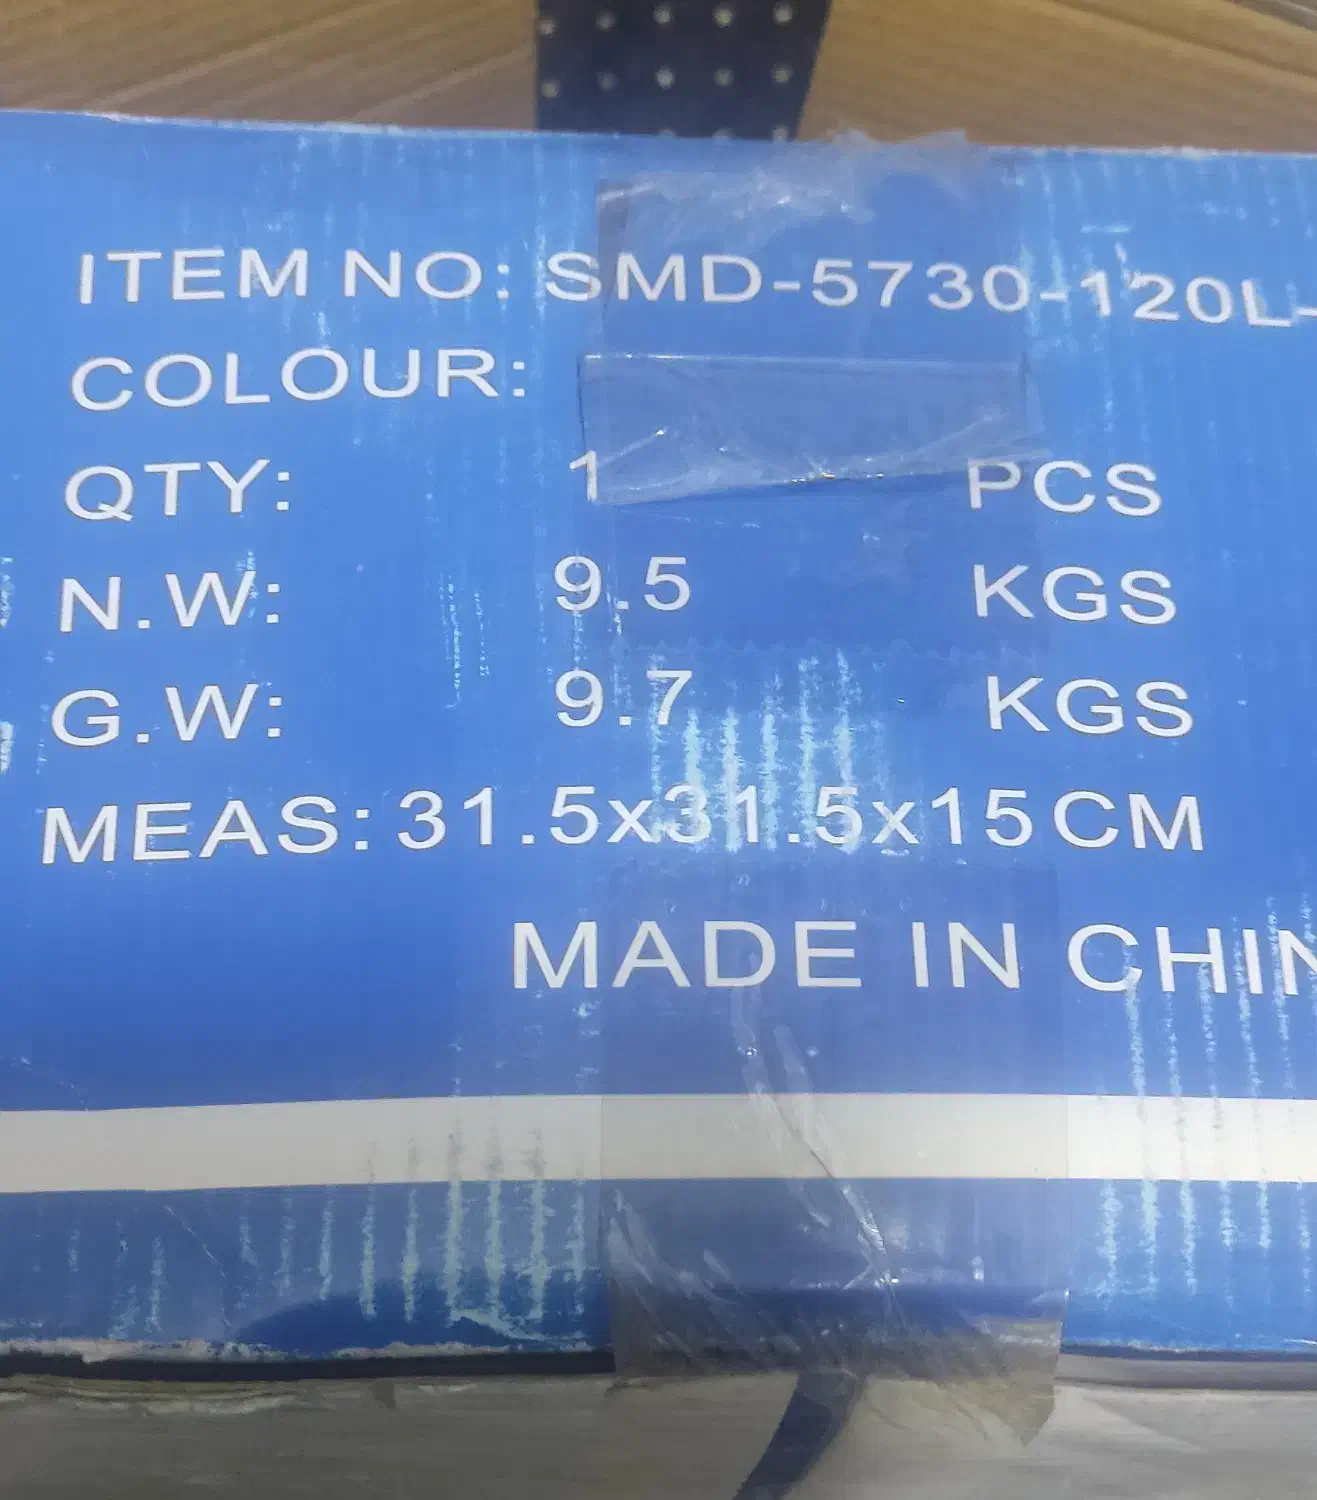 ITEM NO: SMD-5730-120L-
COLOUR:
QTY: 1 PCS
N.W: 9.5 KGS
G.W: 9.7 KGS
MEAS: 31.5x31.5x15CM
MADE IN CHIN